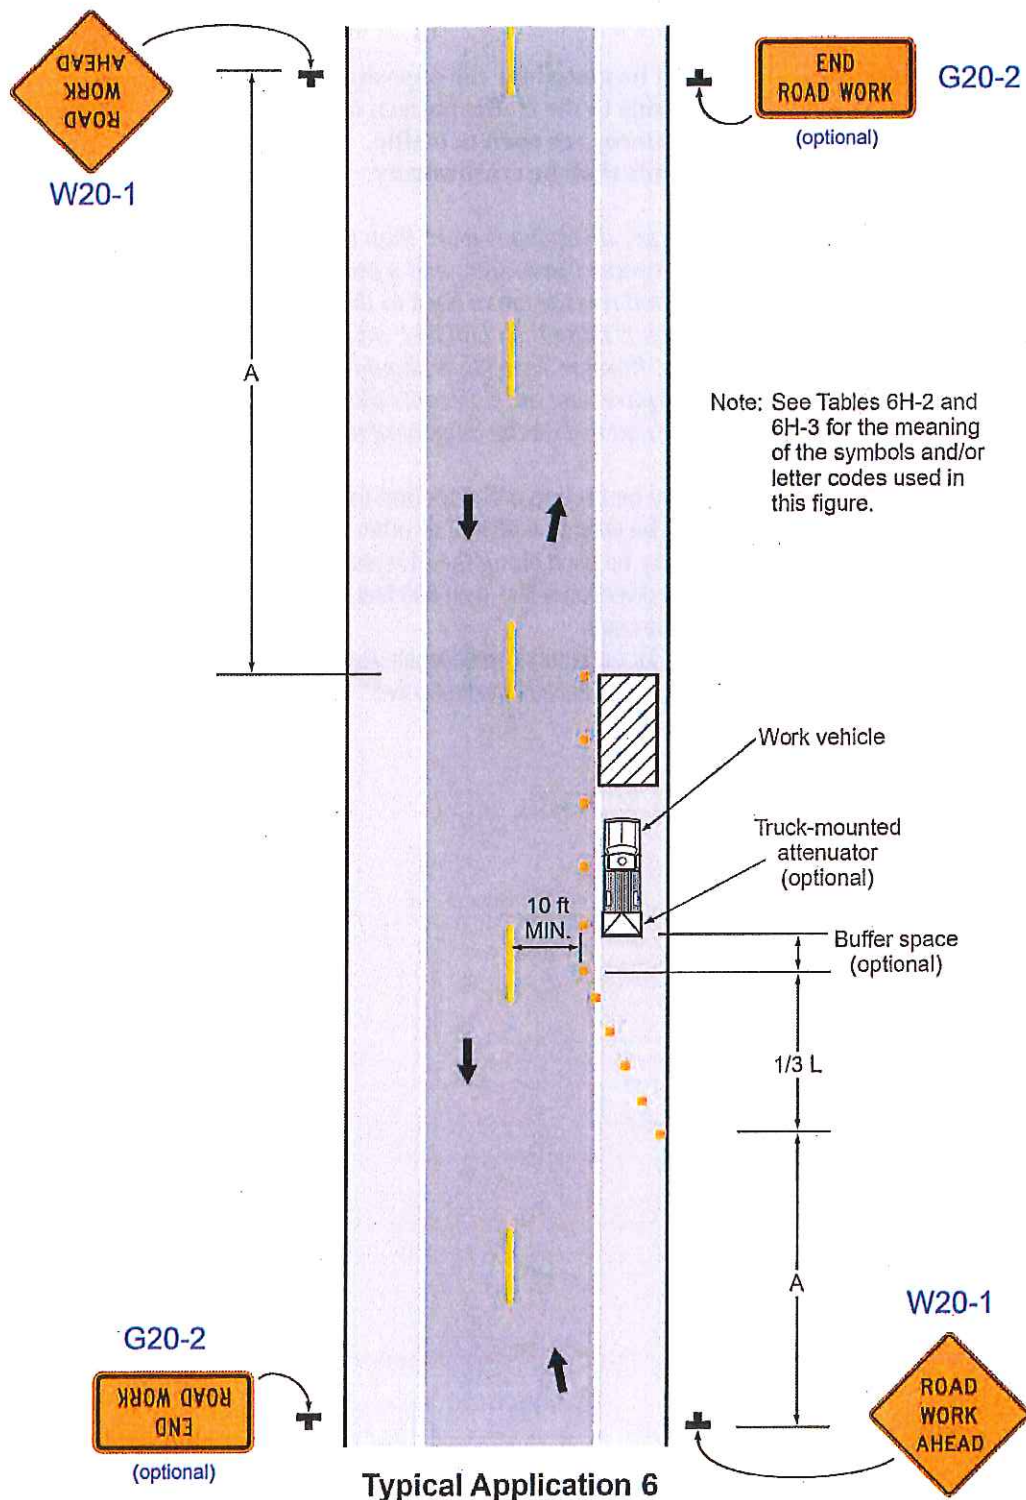 ROAD
WORK
AHEAD
W20-1
END
ROAD WORK
G20-2
(optional)
A
Note: See Tables 6H-2 and
6H-3 for the meaning
of the symbols and/or
letter codes used in
this figure.
Work vehicle
Truck-mounted
attenuator
(optional)
10 ft
MIN.
Buffer space
(optional)
1/3 L
A
W20-1
ROAD
WORK
AHEAD
G20-2
END
ROAD WORK
(optional)
Typical Application 6